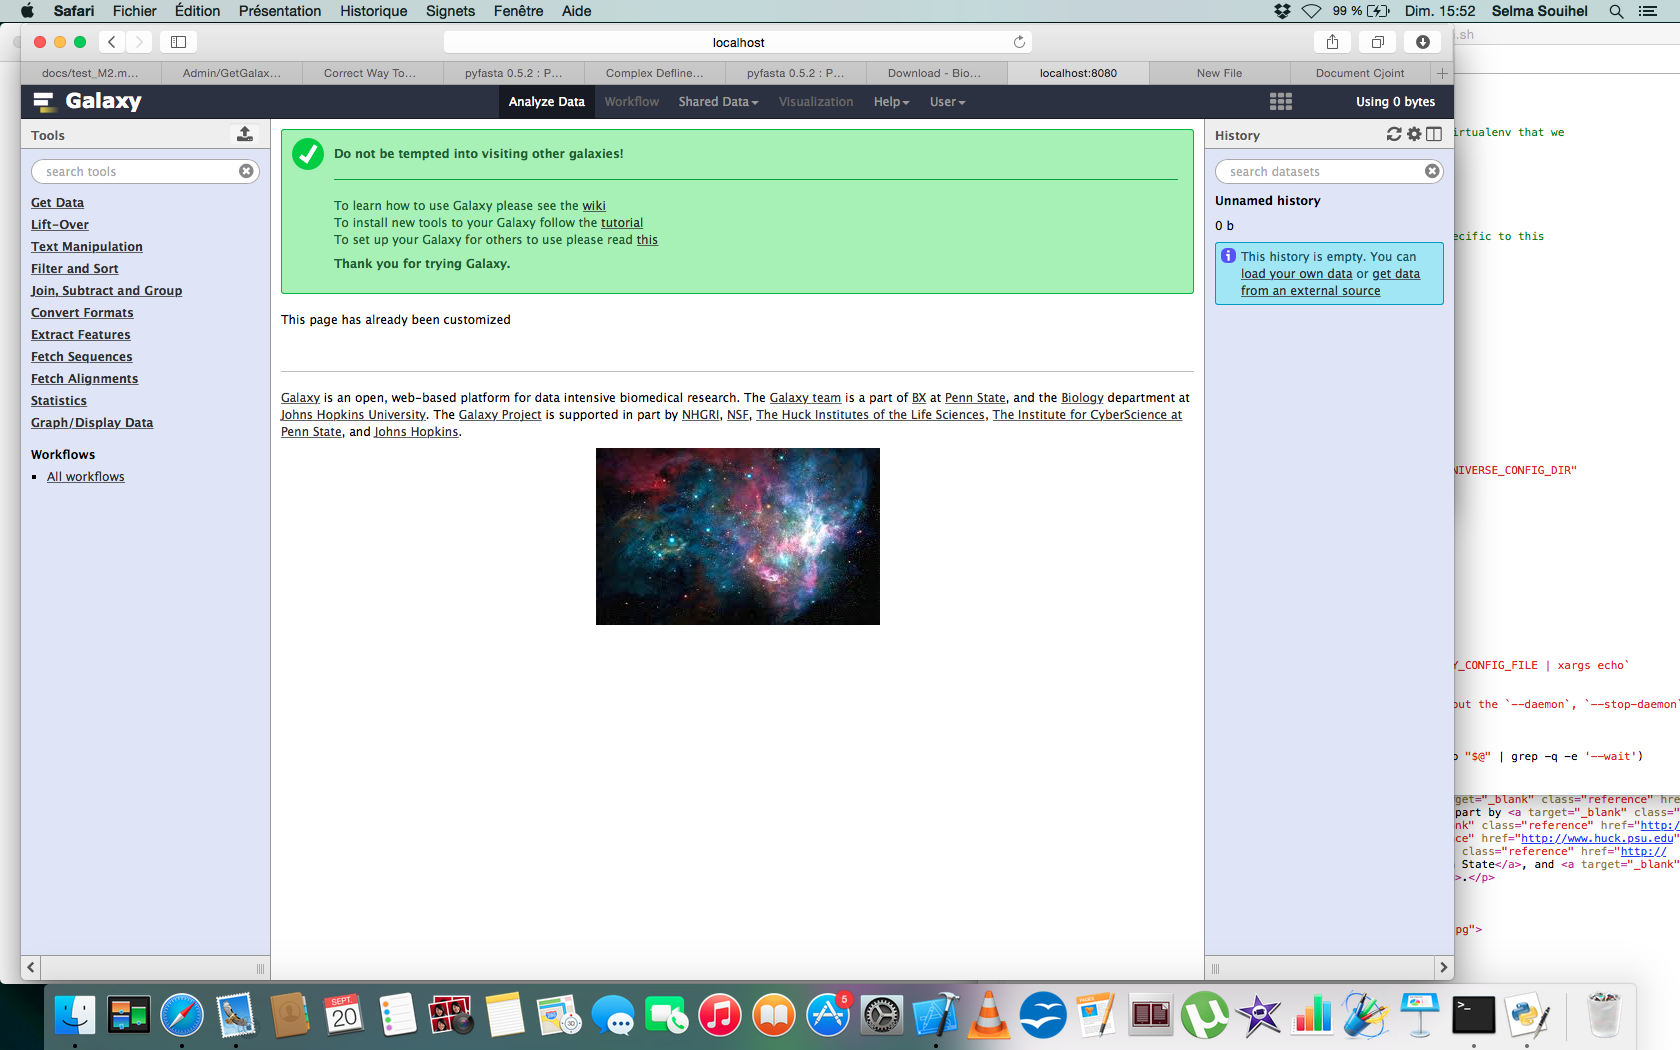 Safari Fichier Édition Présentation Historique Signets Fenêtre Aide 99 % Dim. 15:52 Selma Souihel
localhost
.sh
docs/test_M2.m... Admin/GetGalax... Correct Way To... pyfasta 0.5.2 : P... Complex Defline... pyfasta 0.5.2 : P... Download - Bio... localhost:8080 New File Document Cjoint
Galaxy Analyze Data Workflow Shared Data Visualization Help User Using 0 bytes
Tools
search tools
Get Data
Lift-Over
Text Manipulation
Filter and Sort
Join, Subtract and Group
Convert Formats
Extract Features
Fetch Sequences
Fetch Alignments
Statistics
Graph/Display Data
Workflows
All workflows
Do not be tempted into visiting other galaxies!
To learn how to use Galaxy please see the wiki
To install new tools to your Galaxy follow the tutorial
To set up your Galaxy for others to use please read this
Thank you for trying Galaxy.
This page has already been customized
Galaxy is an open, web-based platform for data intensive biomedical research. The Galaxy team is a part of BX at Penn State, and the Biology department at
Johns Hopkins University. The Galaxy Project is supported in part by NHGRI, NSF, The Huck Institutes of the Life Sciences, The Institute for CyberScience at
Penn State, and Johns Hopkins.
History
search datasets
Unnamed history
0 b
This history is empty. You can
load your own data or get data
from an external source
irtualenv that we
ecific to this
NIVERSE_CONFIG_DIR"
Y_CONFIG_FILE | xargs echo`
out the `--daemon`, `--stop-daemon`
"$@" | grep -q -e '--wait')
get="_blank" class="reference" hre
part by <a target="_blank" class="
nk" class="reference" href="http:/
ce" href="http://www.huck.psu.edu"
class="reference" href="http://
State</a>, and <a target="_blank"
>.</p>
pg">
SEPT.
20
3D
5
PAGES